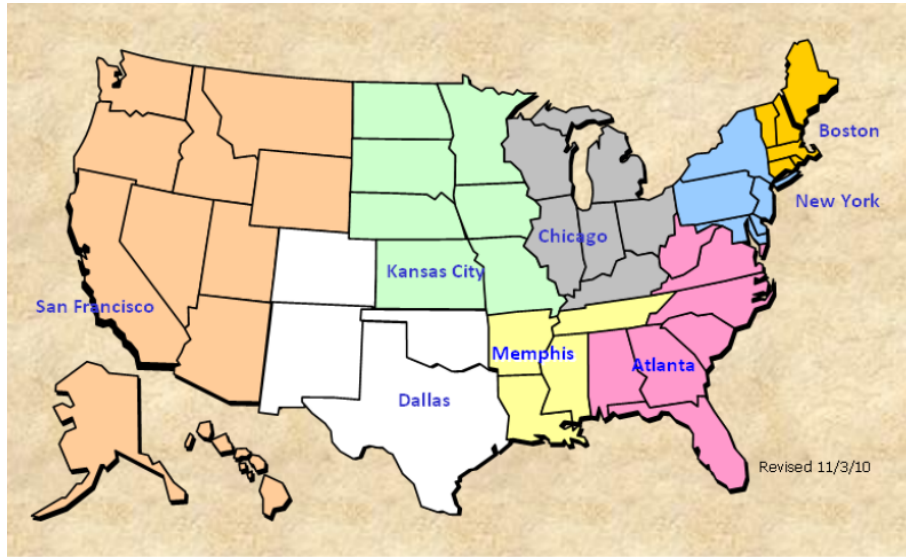 Boston
New York
Chicago
Kansas City
San Francisco
Memphis
Atlanta
Dallas
Revised 11/3/10